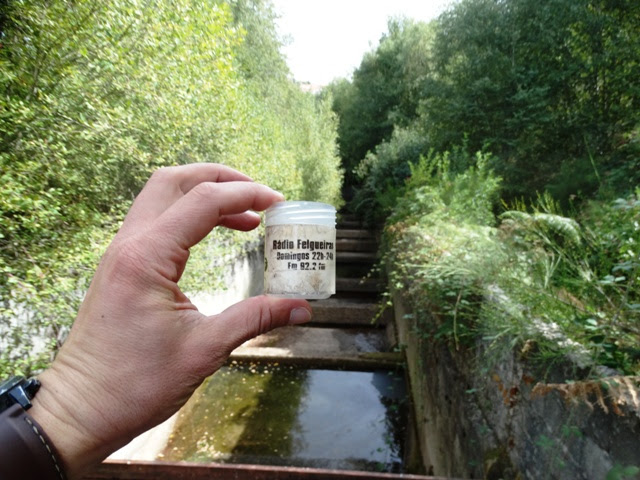 Rádio Felgueiras
Domingos 22h-24h
Fm 92.2 fm